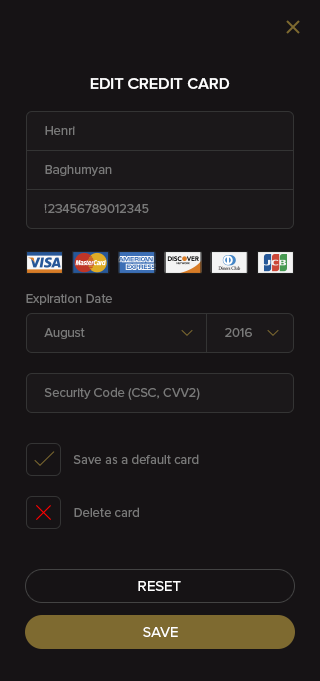 EDIT CREDIT CARD
Henri
Baghumyan
!23456789012345
VISA MasterCard AMERICAN EXPRESS DISCOVER NETWORK Diners Club JCB
Expiration Date
August 2016
Security Code (CSC, CVV2)
Save as a default card
Delete card
RESET
SAVE